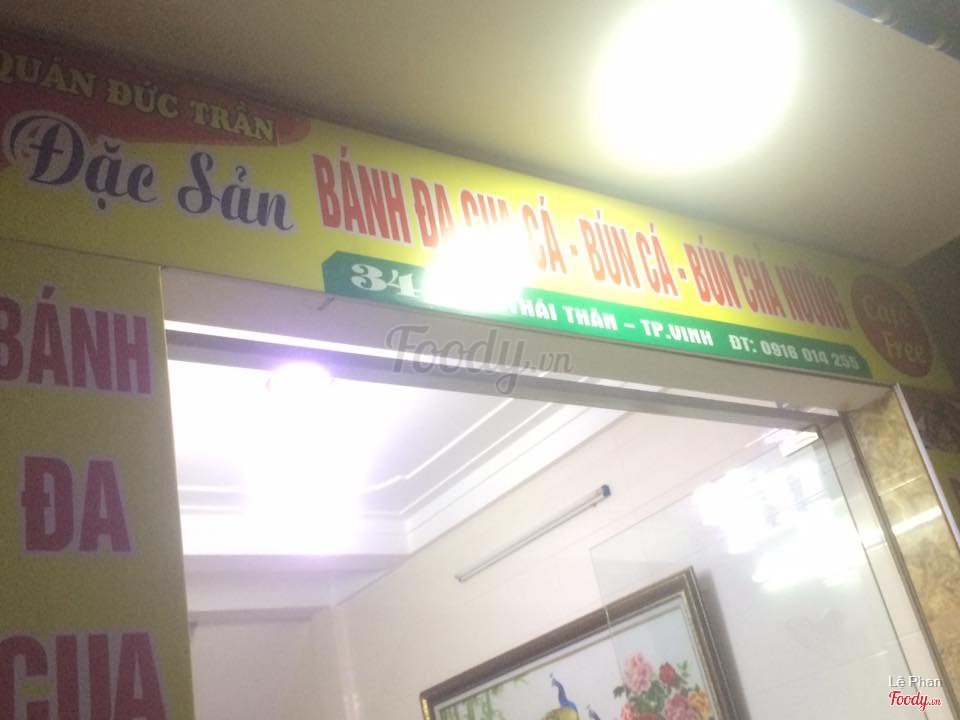 QUÁN ĐỨC TRẦN
Đặc Sản
BÁNH ĐA CUA CÁ - BÚN CÁ - BÚN CHẢ NƯỚNG
34 THÁI THÂN - TP.VINH ĐT: 0916 014 255
Free
BÁNH
ĐA
CUA
Foody.vn
Lê Phan
Foody.vn